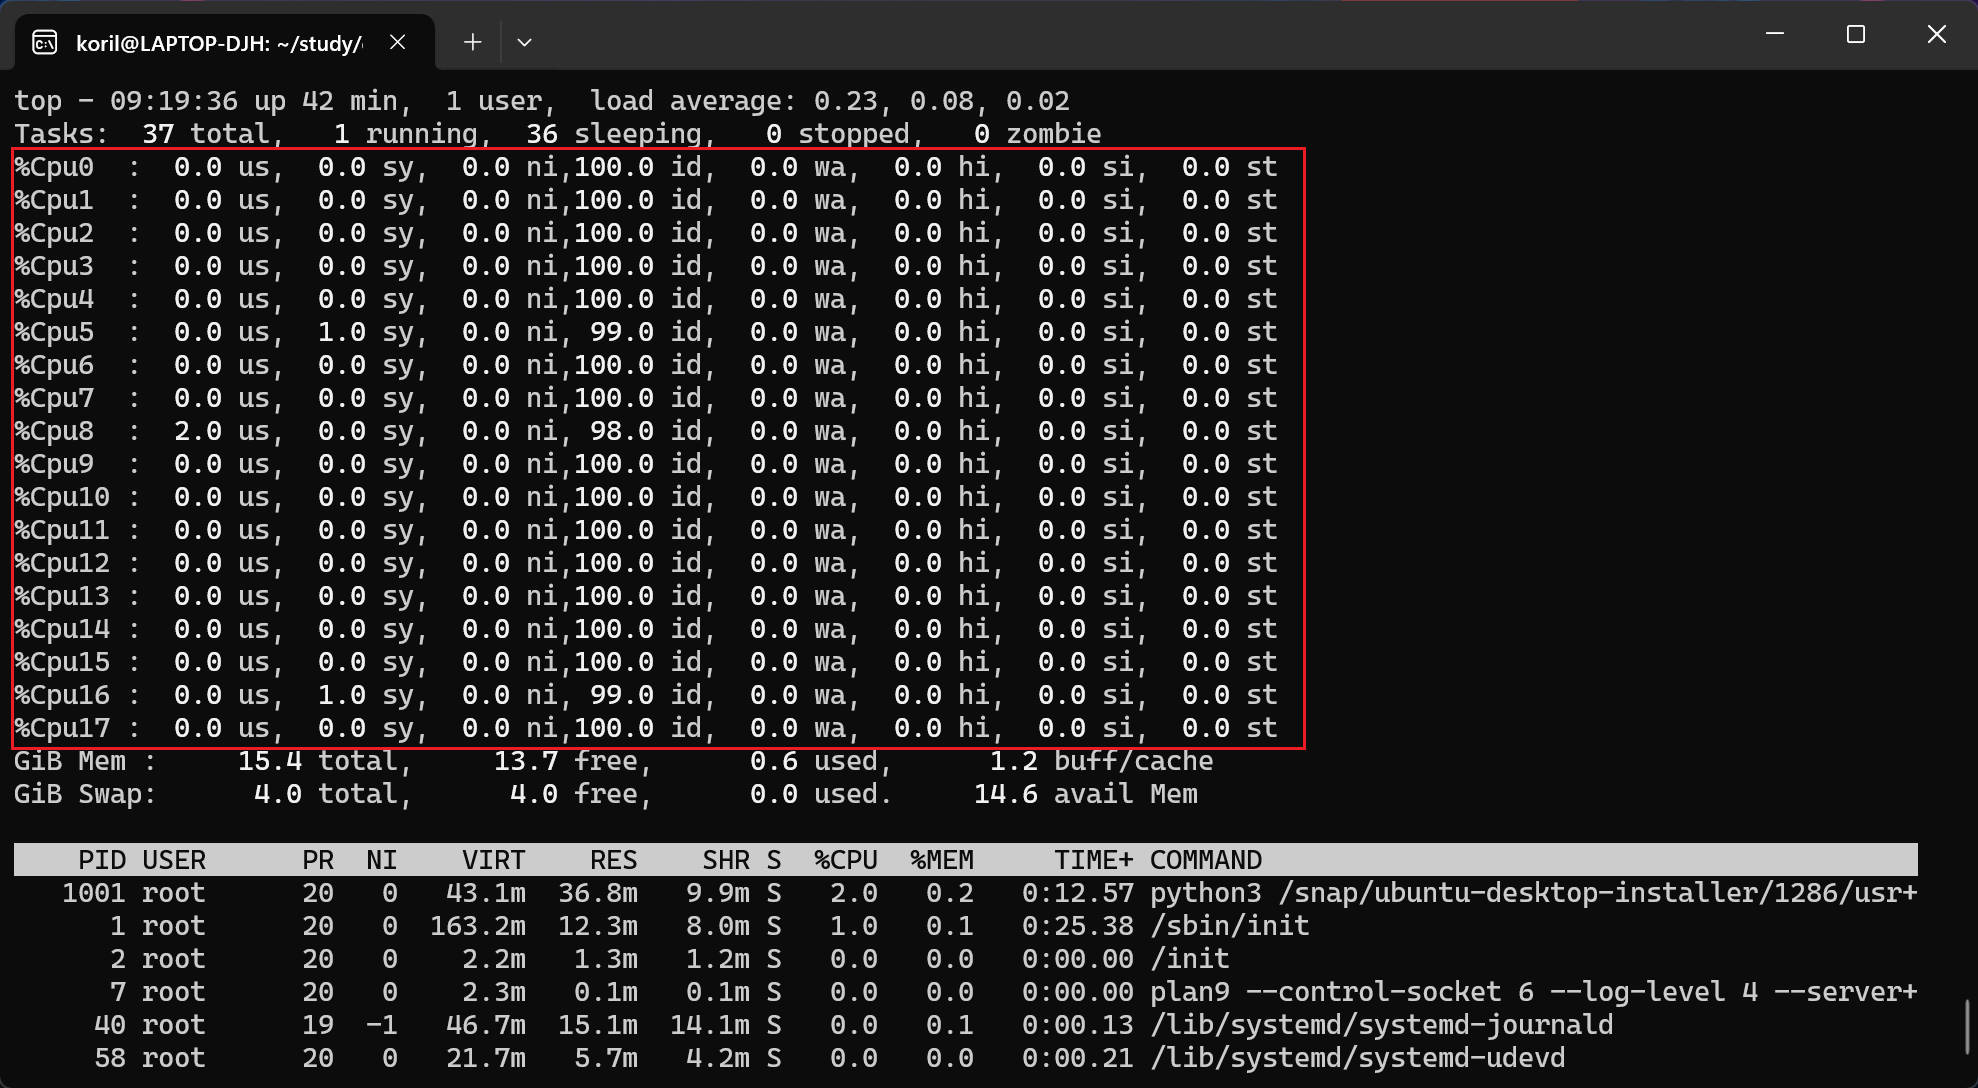 koril@LAPTOP-DJH: ~/study/
top - 09:19:36 up 42 min,  1 user,  load average: 0.23, 0.08, 0.02
Tasks:  37 total,   1 running,  36 sleeping,   0 stopped,   0 zombie
%Cpu0  :  0.0 us,  0.0 sy,  0.0 ni,100.0 id,  0.0 wa,  0.0 hi,  0.0 si,  0.0 st
%Cpu1  :  0.0 us,  0.0 sy,  0.0 ni,100.0 id,  0.0 wa,  0.0 hi,  0.0 si,  0.0 st
%Cpu2  :  0.0 us,  0.0 sy,  0.0 ni,100.0 id,  0.0 wa,  0.0 hi,  0.0 si,  0.0 st
%Cpu3  :  0.0 us,  0.0 sy,  0.0 ni,100.0 id,  0.0 wa,  0.0 hi,  0.0 si,  0.0 st
%Cpu4  :  0.0 us,  0.0 sy,  0.0 ni,100.0 id,  0.0 wa,  0.0 hi,  0.0 si,  0.0 st
%Cpu5  :  0.0 us,  1.0 sy,  0.0 ni, 99.0 id,  0.0 wa,  0.0 hi,  0.0 si,  0.0 st
%Cpu6  :  0.0 us,  0.0 sy,  0.0 ni,100.0 id,  0.0 wa,  0.0 hi,  0.0 si,  0.0 st
%Cpu7  :  0.0 us,  0.0 sy,  0.0 ni,100.0 id,  0.0 wa,  0.0 hi,  0.0 si,  0.0 st
%Cpu8  :  2.0 us,  0.0 sy,  0.0 ni, 98.0 id,  0.0 wa,  0.0 hi,  0.0 si,  0.0 st
%Cpu9  :  0.0 us,  0.0 sy,  0.0 ni,100.0 id,  0.0 wa,  0.0 hi,  0.0 si,  0.0 st
%Cpu10 :  0.0 us,  0.0 sy,  0.0 ni,100.0 id,  0.0 wa,  0.0 hi,  0.0 si,  0.0 st
%Cpu11 :  0.0 us,  0.0 sy,  0.0 ni,100.0 id,  0.0 wa,  0.0 hi,  0.0 si,  0.0 st
%Cpu12 :  0.0 us,  0.0 sy,  0.0 ni,100.0 id,  0.0 wa,  0.0 hi,  0.0 si,  0.0 st
%Cpu13 :  0.0 us,  0.0 sy,  0.0 ni,100.0 id,  0.0 wa,  0.0 hi,  0.0 si,  0.0 st
%Cpu14 :  0.0 us,  0.0 sy,  0.0 ni,100.0 id,  0.0 wa,  0.0 hi,  0.0 si,  0.0 st
%Cpu15 :  0.0 us,  0.0 sy,  0.0 ni,100.0 id,  0.0 wa,  0.0 hi,  0.0 si,  0.0 st
%Cpu16 :  0.0 us,  1.0 sy,  0.0 ni, 99.0 id,  0.0 wa,  0.0 hi,  0.0 si,  0.0 st
%Cpu17 :  0.0 us,  0.0 sy,  0.0 ni,100.0 id,  0.0 wa,  0.0 hi,  0.0 si,  0.0 st
GiB Mem :     15.4 total,     13.7 free,      0.6 used,      1.2 buff/cache
GiB Swap:      4.0 total,      4.0 free,      0.0 used.     14.6 avail Mem
PID USER      PR  NI    VIRT    RES    SHR S  %CPU  %MEM     TIME+ COMMAND
1001 root      20   0   43.1m  36.8m   9.9m S   2.0   0.2   0:12.57 python3 /snap/ubuntu-desktop-installer/1286/usr+
1 root      20   0  163.2m  12.3m   8.0m S   1.0   0.1   0:25.38 /sbin/init
2 root      20   0    2.2m   1.3m   1.2m S   0.0   0.0   0:00.00 /init
7 root      20   0    2.3m   0.1m   0.1m S   0.0   0.0   0:00.00 plan9 --control-socket 6 --log-level 4 --server+
40 root      19  -1   46.7m  15.1m  14.1m S   0.0   0.1   0:00.13 /lib/systemd/systemd-journald
58 root      20   0   21.7m   5.7m   4.2m S   0.0   0.0   0:00.21 /lib/systemd/systemd-udevd